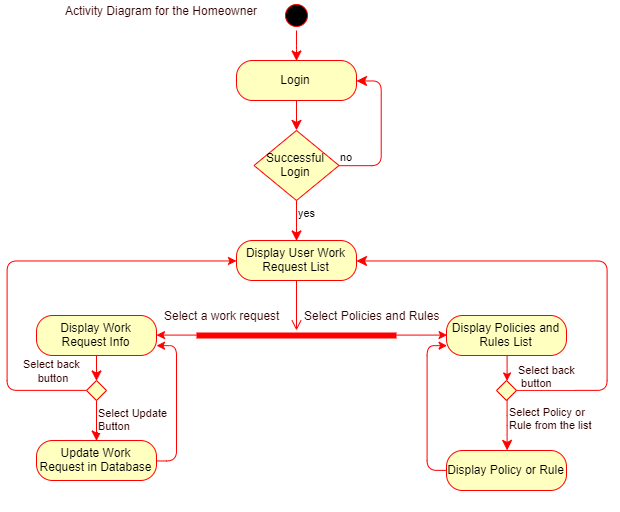 Activity Diagram for the Homeowner
Login
Successful
Login
no
yes
Display User Work
Request List
Select a work request
Select Policies and Rules
Display Work
Request Info
Display Policies and
Rules List
Select back
button
Select back
button
Select Update
Button
Select Policy or
Rule from the list
Update Work
Request in Database
Display Policy or Rule